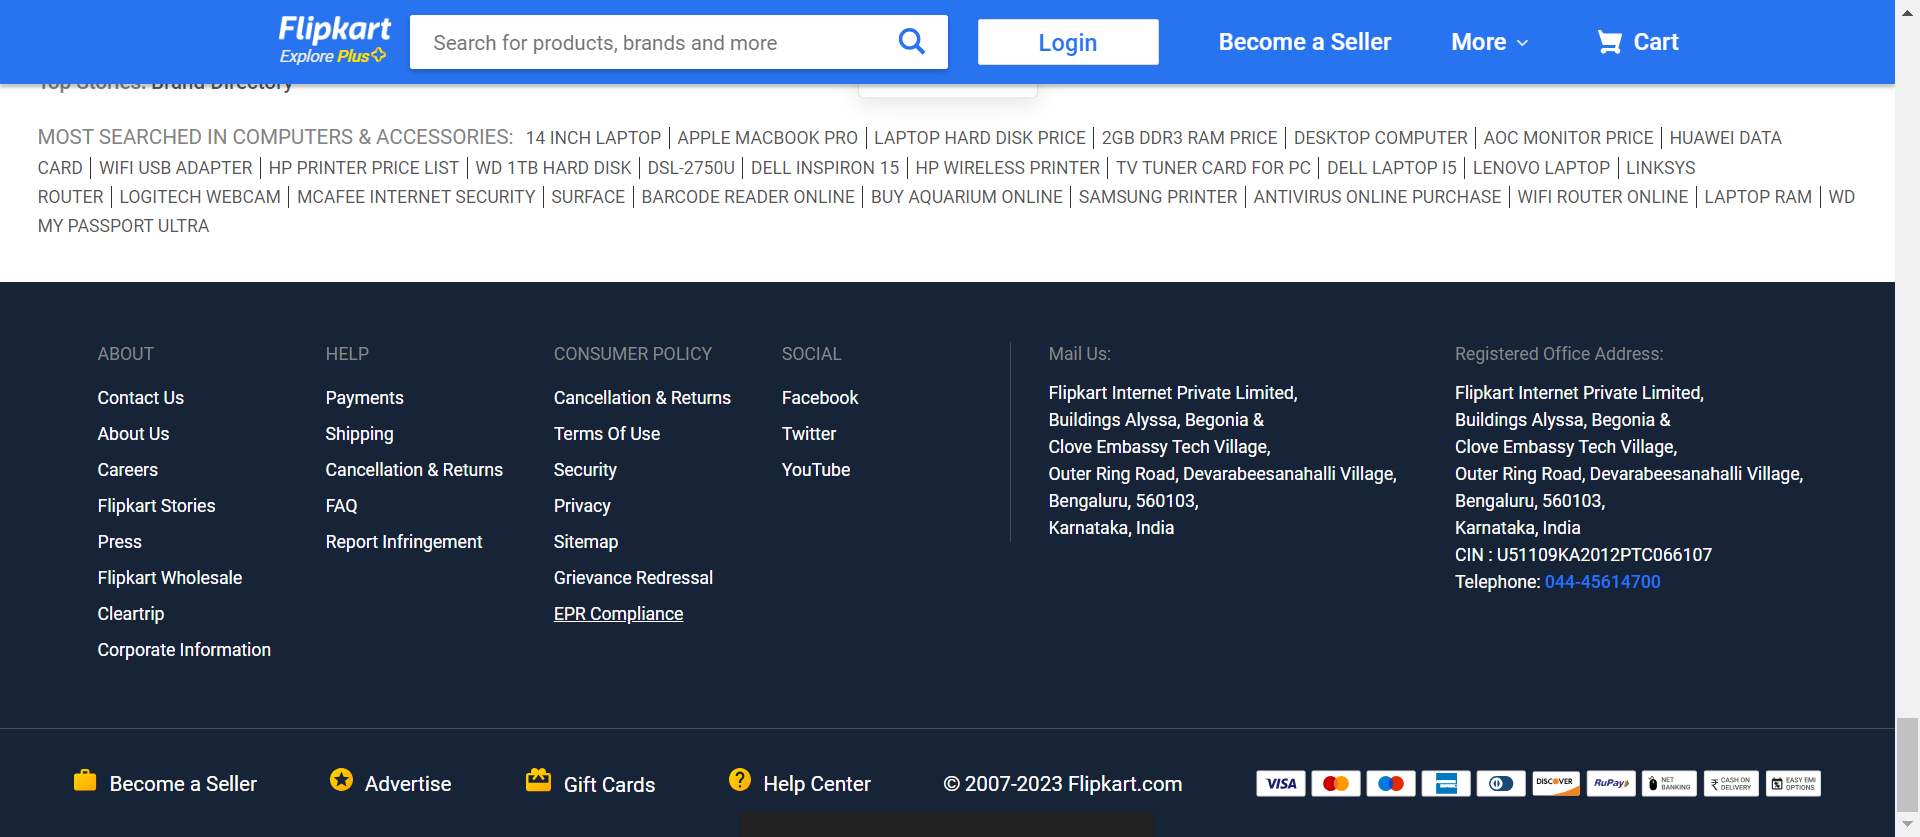 Flipkart
Explore Plus
Search for products, brands and more
Login
Become a Seller
More
Cart
Top Stories: Brand Directory
MOST SEARCHED IN COMPUTERS & ACCESSORIES: 14 INCH LAPTOP | APPLE MACBOOK PRO | LAPTOP HARD DISK PRICE | 2GB DDR3 RAM PRICE | DESKTOP COMPUTER | AOC MONITOR PRICE | HUAWEI DATA
CARD | WIFI USB ADAPTER | HP PRINTER PRICE LIST | WD 1TB HARD DISK | DSL-2750U | DELL INSPIRON 15 | HP WIRELESS PRINTER | TV TUNER CARD FOR PC | DELL LAPTOP I5 | LENOVO LAPTOP | LINKSYS
ROUTER | LOGITECH WEBCAM | MCAFEE INTERNET SECURITY | SURFACE | BARCODE READER ONLINE | BUY AQUARIUM ONLINE | SAMSUNG PRINTER | ANTIVIRUS ONLINE PURCHASE | WIFI ROUTER ONLINE | LAPTOP RAM | WD
MY PASSPORT ULTRA
ABOUT
Contact Us
About Us
Careers
Flipkart Stories
Press
Flipkart Wholesale
Cleartrip
Corporate Information
HELP
Payments
Shipping
Cancellation & Returns
FAQ
Report Infringement
CONSUMER POLICY
Cancellation & Returns
Terms Of Use
Security
Privacy
Sitemap
Grievance Redressal
EPR Compliance
SOCIAL
Facebook
Twitter
YouTube
Mail Us:
Flipkart Internet Private Limited,
Buildings Alyssa, Begonia &
Clove Embassy Tech Village,
Outer Ring Road, Devarabeesanahalli Village,
Bengaluru, 560103,
Karnataka, India
Registered Office Address:
Flipkart Internet Private Limited,
Buildings Alyssa, Begonia &
Clove Embassy Tech Village,
Outer Ring Road, Devarabeesanahalli Village,
Bengaluru, 560103,
Karnataka, India
CIN : U51109KA2012PTC066107
Telephone: 044-45614700
Become a Seller
Advertise
Gift Cards
Help Center
© 2007-2023 Flipkart.com
VISA
DISCOVER
RuPay
NET
BANKING
₹ CASH ON
DELIVERY
EASY EMI
OPTIONS